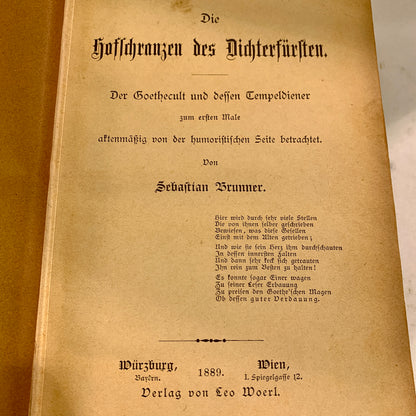 Die
Hofschranzen des Dichterfürsten.
Der Goethecult und dessen Tempeldiener
zum ersten Male
aktenmäßig von der humoristischen Seite betrachtet.
Von
Sebastian Brunner.
Hier wird durch sehr viele Stellen
Die von ihnen selber geschrieben
Bewiesen, was diese Gesellen
Einst mit dem Alten getrieben;
Und wie sie sein Herz ihm durchschauten
In dessen innersten Falten
Und dann sehr keck sich getrauten
Ihn rein zum Besten zu halten!
Es konnte sogar Einer wagen
Zu seiner Leser Erbauung
Zu preisen den Goethe'schen Magen
Ob dessen guter Verdauung.
Würzburg, 1889. Wien,
Bayern. I. Spiegelgasse 12.
Verlag von Leo Woerl.